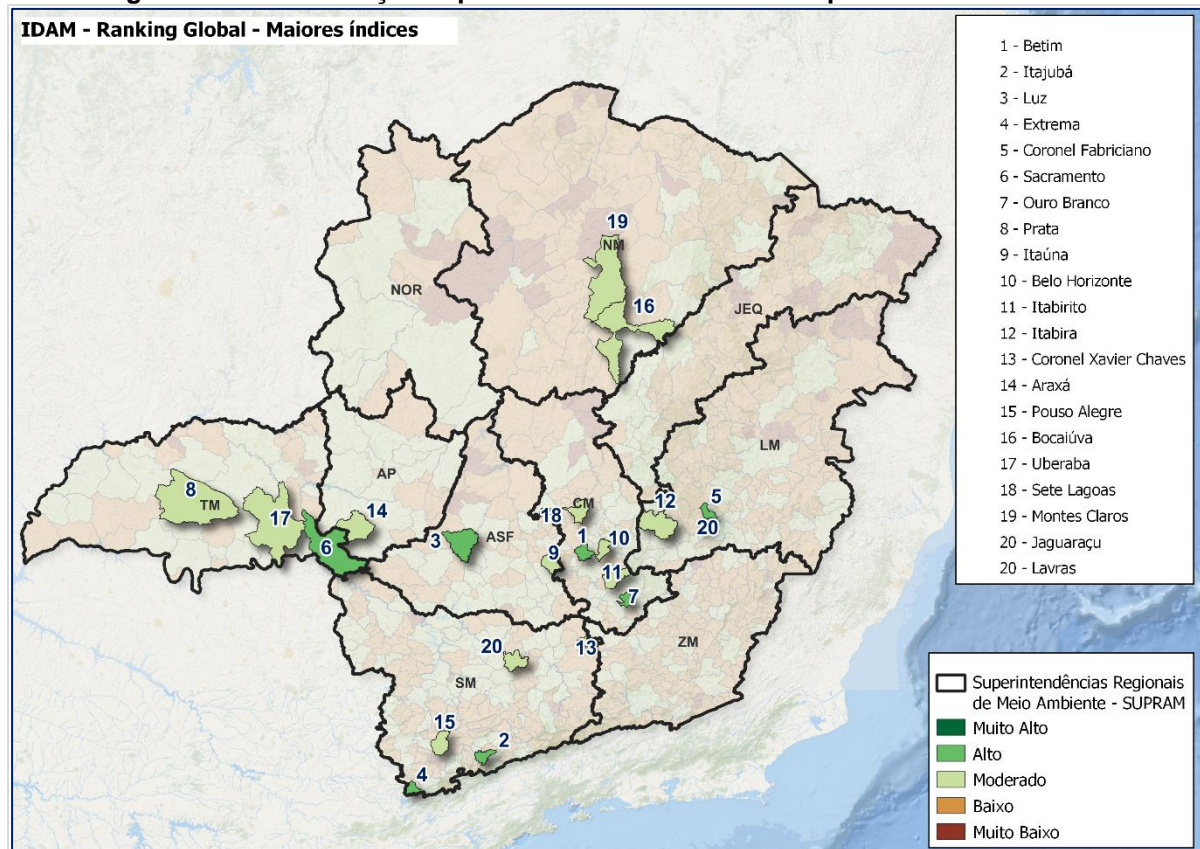 IDAM - Ranking Global - Maiores índices
1 - Betim
2 - Itajubá
3 - Luz
4 - Extrema
5 - Coronel Fabriciano
6 - Sacramento
7 - Ouro Branco
8 - Prata
9 - Itaúna
10 - Belo Horizonte
11 - Itabirito
12 - Itabira
13 - Coronel Xavier Chaves
14 - Araxá
15 - Pouso Alegre
16 - Bocaiúva
17 - Uberaba
18 - Sete Lagoas
19 - Montes Claros
20 - Jaguaraçu
20 - Lavras
19
NM
NOR
16
JEQ
LM
AP
8
TM
17
14
12
5
CM
18
20
6
3
ASF
1
10
9
11
7
13
ZM
20
SM
15
2
4
Superintendências Regionais
de Meio Ambiente - SUPRAM
Muito Alto
Alto
Moderado
Baixo
Muito Baixo